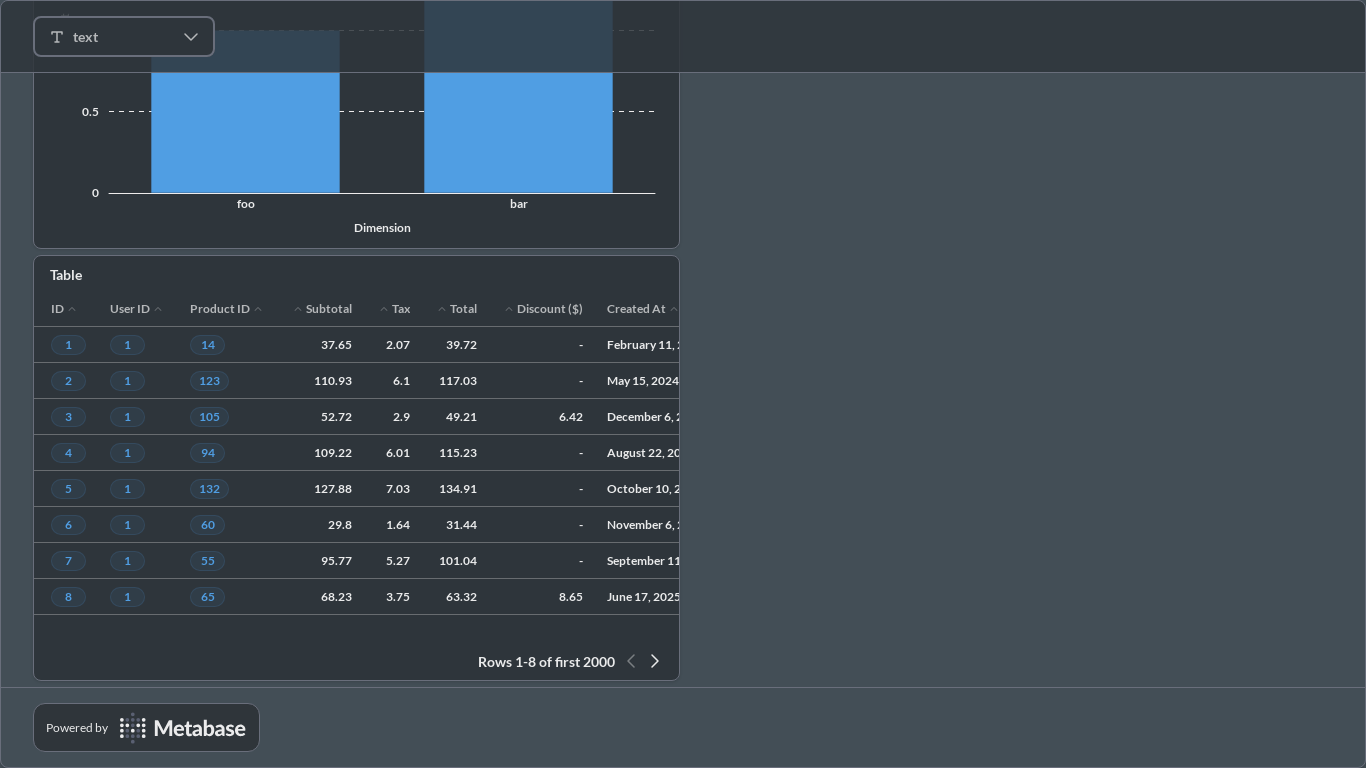 text
0.5
0
foo bar
Dimension
Table
ID User ID Product ID Subtotal Tax Total Discount ($) Created At
1 1 14 37.65 2.07 39.72 - February 11,
2 1 123 110.93 6.1 117.03 - May 15, 2024
3 1 105 52.72 2.9 49.21 6.42 December 6,
4 1 94 109.22 6.01 115.23 - August 22, 20
5 1 132 127.88 7.03 134.91 - October 10, 2
6 1 60 29.8 1.64 31.44 - November 6,
7 1 55 95.77 5.27 101.04 - September 11
8 1 65 68.23 3.75 63.32 8.65 June 17, 2025
Rows 1-8 of first 2000
Powered by Metabase